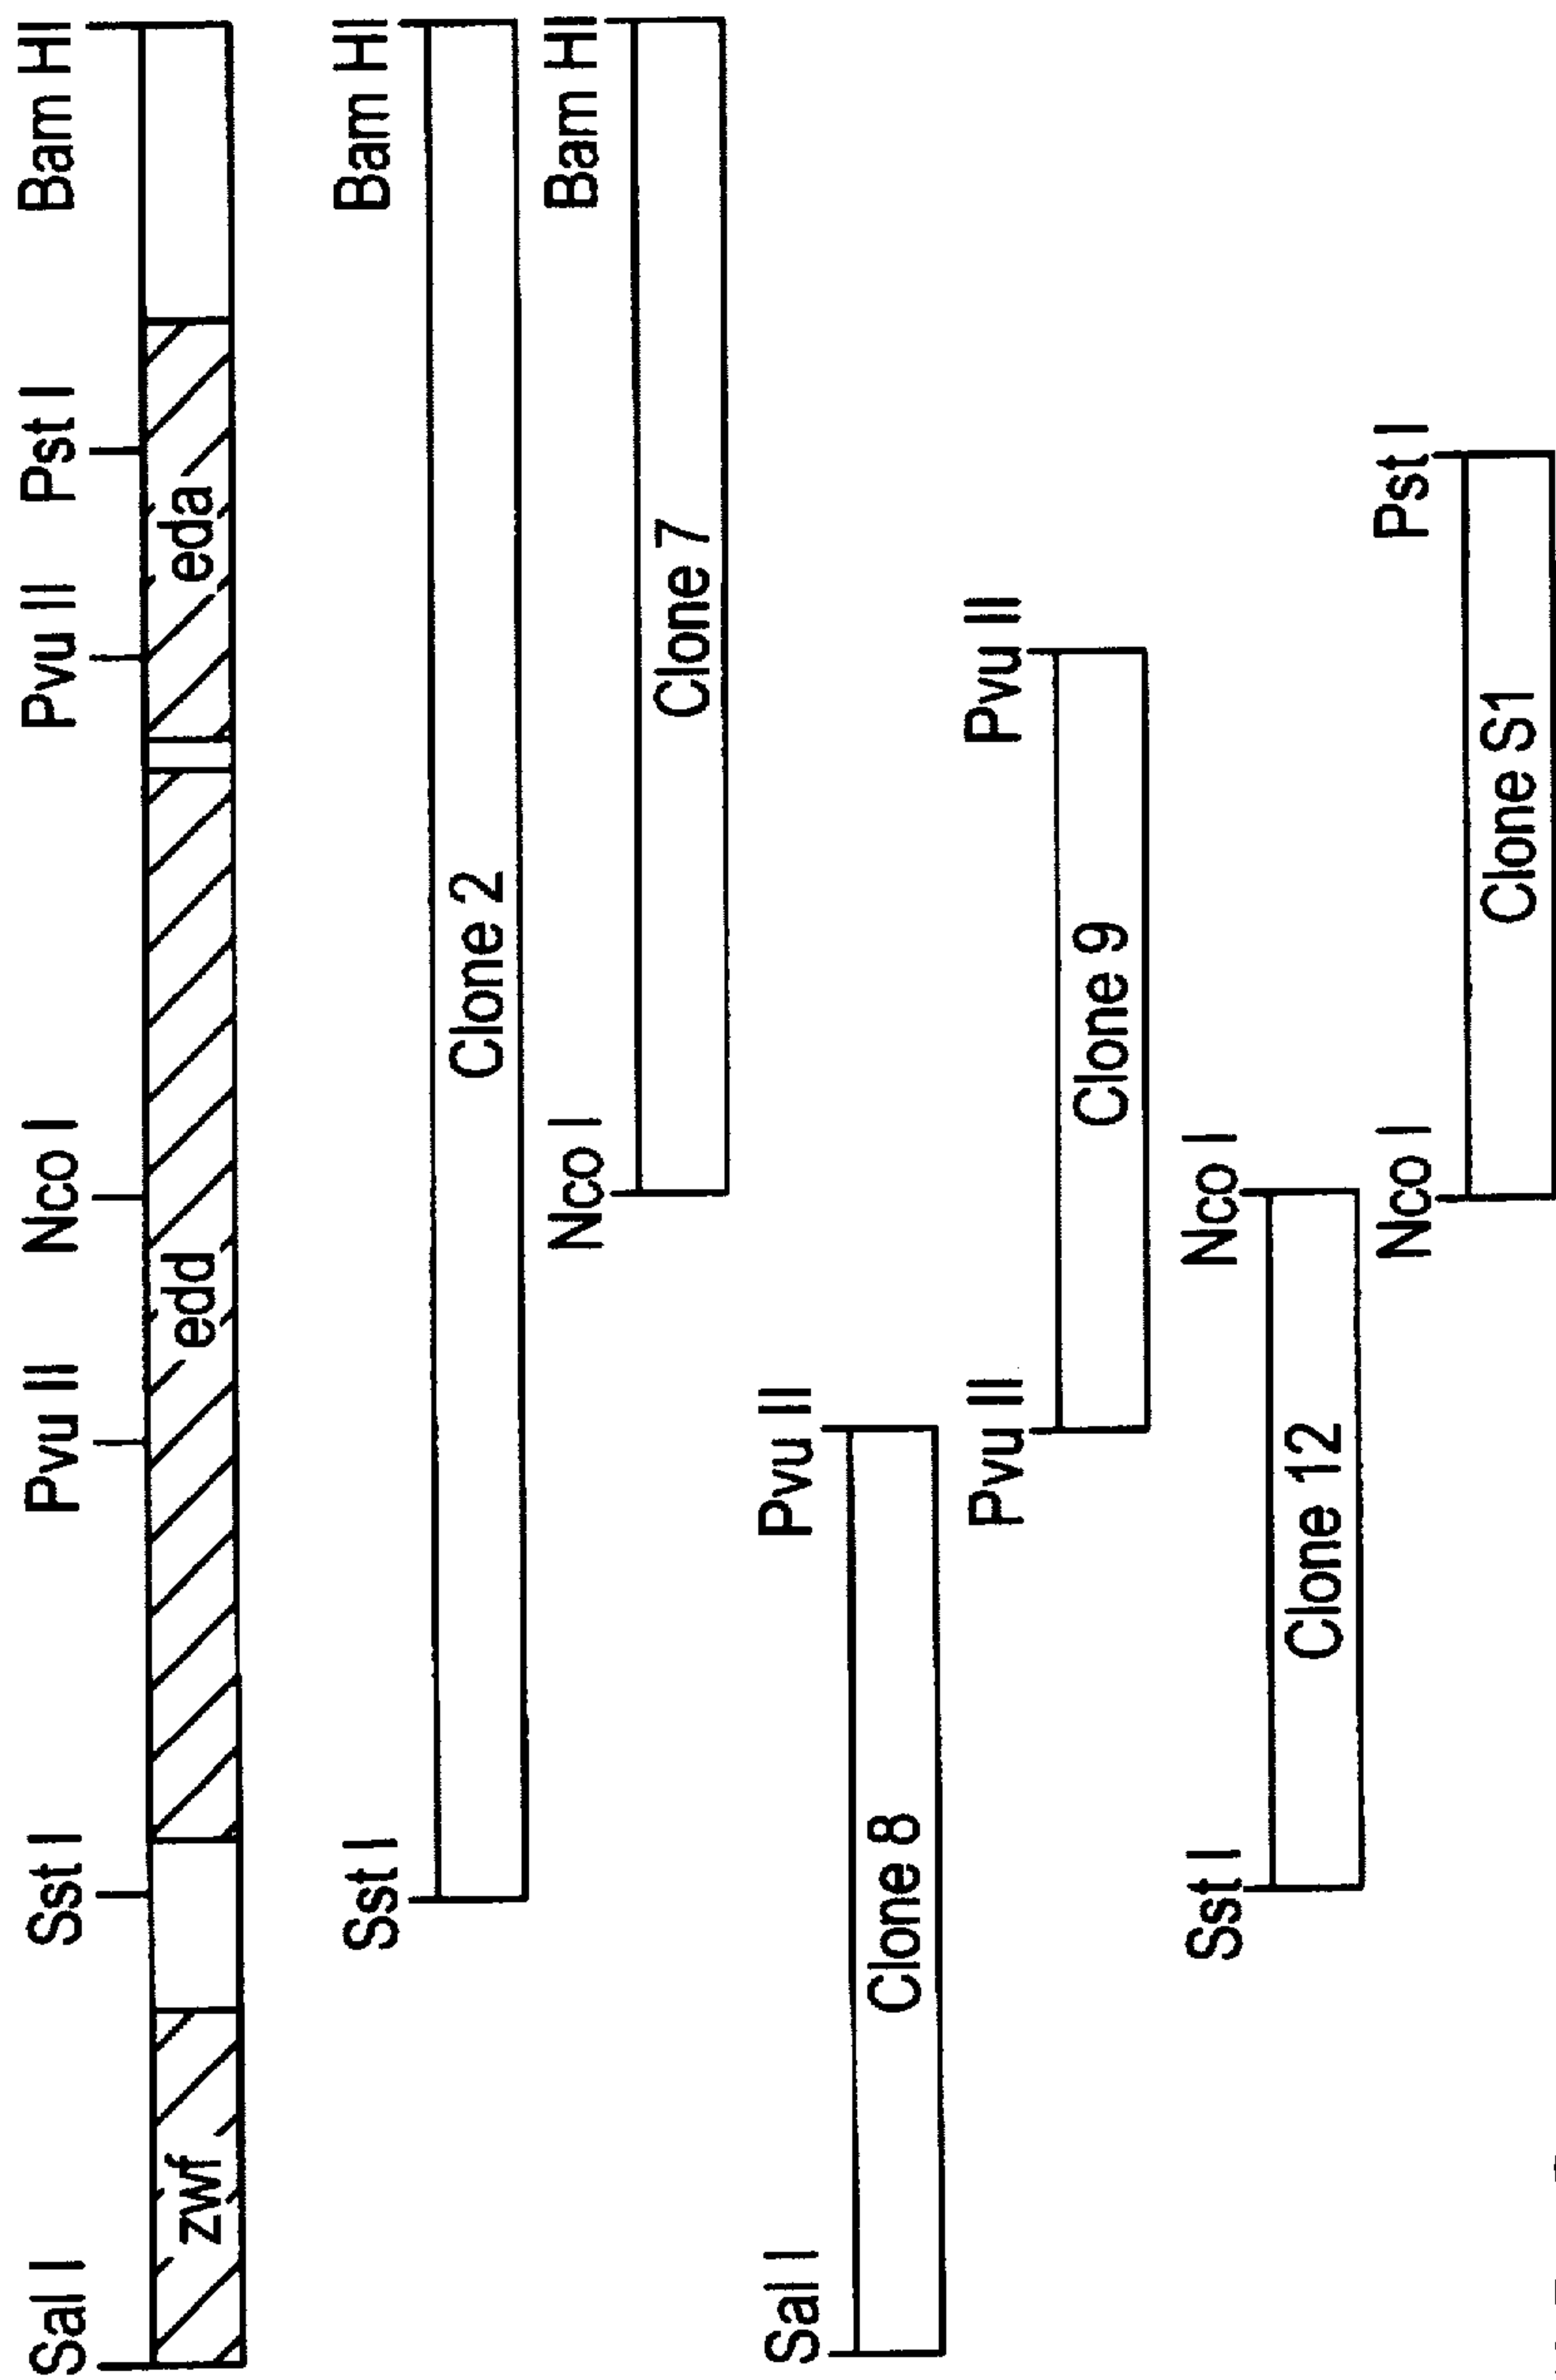 Sal I Sst I Pvu II Nco I Pvu II Pst I Bam HI
zwf edd eda
Sst I Bam HI
Clone 2
Nco I Bam HI
Clone 7
Sal I Pvu II
Clone 8
Pvu II Pvu II
Clone 9
Sst I Nco I
Clone 12
Nco I Pst I
Clone S1